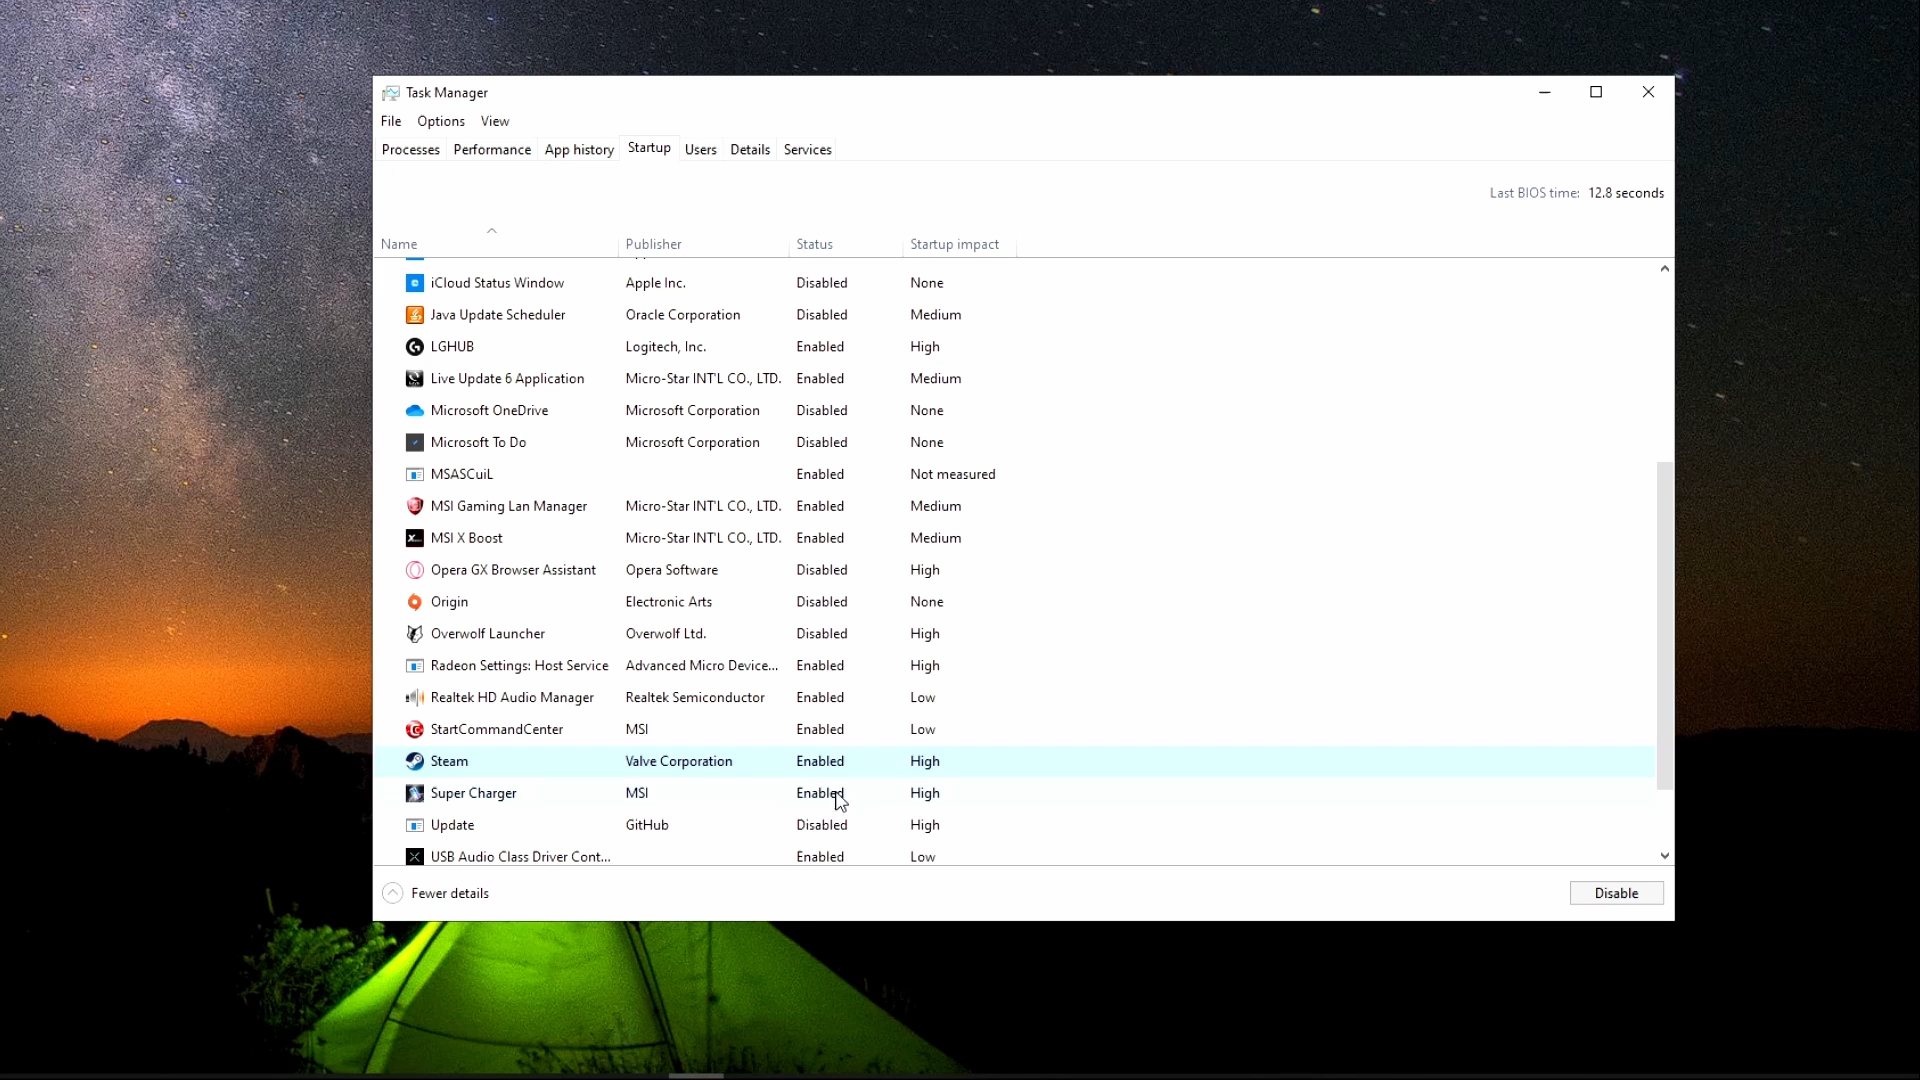 Task Manager
File Options View
Processes Performance App history Startup Users Details Services
Last BIOS time: 12.8 seconds
Name Publisher Status Startup impact
iCloud Status Window Apple Inc. Disabled None
Java Update Scheduler Oracle Corporation Disabled Medium
LGHUB Logitech, Inc. Enabled High
Live Update 6 Application Micro-Star INT'L CO., LTD. Enabled Medium
Microsoft OneDrive Microsoft Corporation Disabled None
Microsoft To Do Microsoft Corporation Disabled None
MSASCuiL Enabled Not measured
MSI Gaming Lan Manager Micro-Star INT'L CO., LTD. Enabled Medium
MSI X Boost Micro-Star INT'L CO., LTD. Enabled Medium
Opera GX Browser Assistant Opera Software Disabled High
Origin Electronic Arts Disabled None
Overwolf Launcher Overwolf Ltd. Disabled High
Radeon Settings: Host Service Advanced Micro Device... Enabled High
Realtek HD Audio Manager Realtek Semiconductor Enabled Low
StartCommandCenter MSI Enabled Low
Steam Valve Corporation Enabled High
Super Charger MSI Enabled High
Update GitHub Disabled High
USB Audio Class Driver Cont... Enabled Low
Fewer details Disable